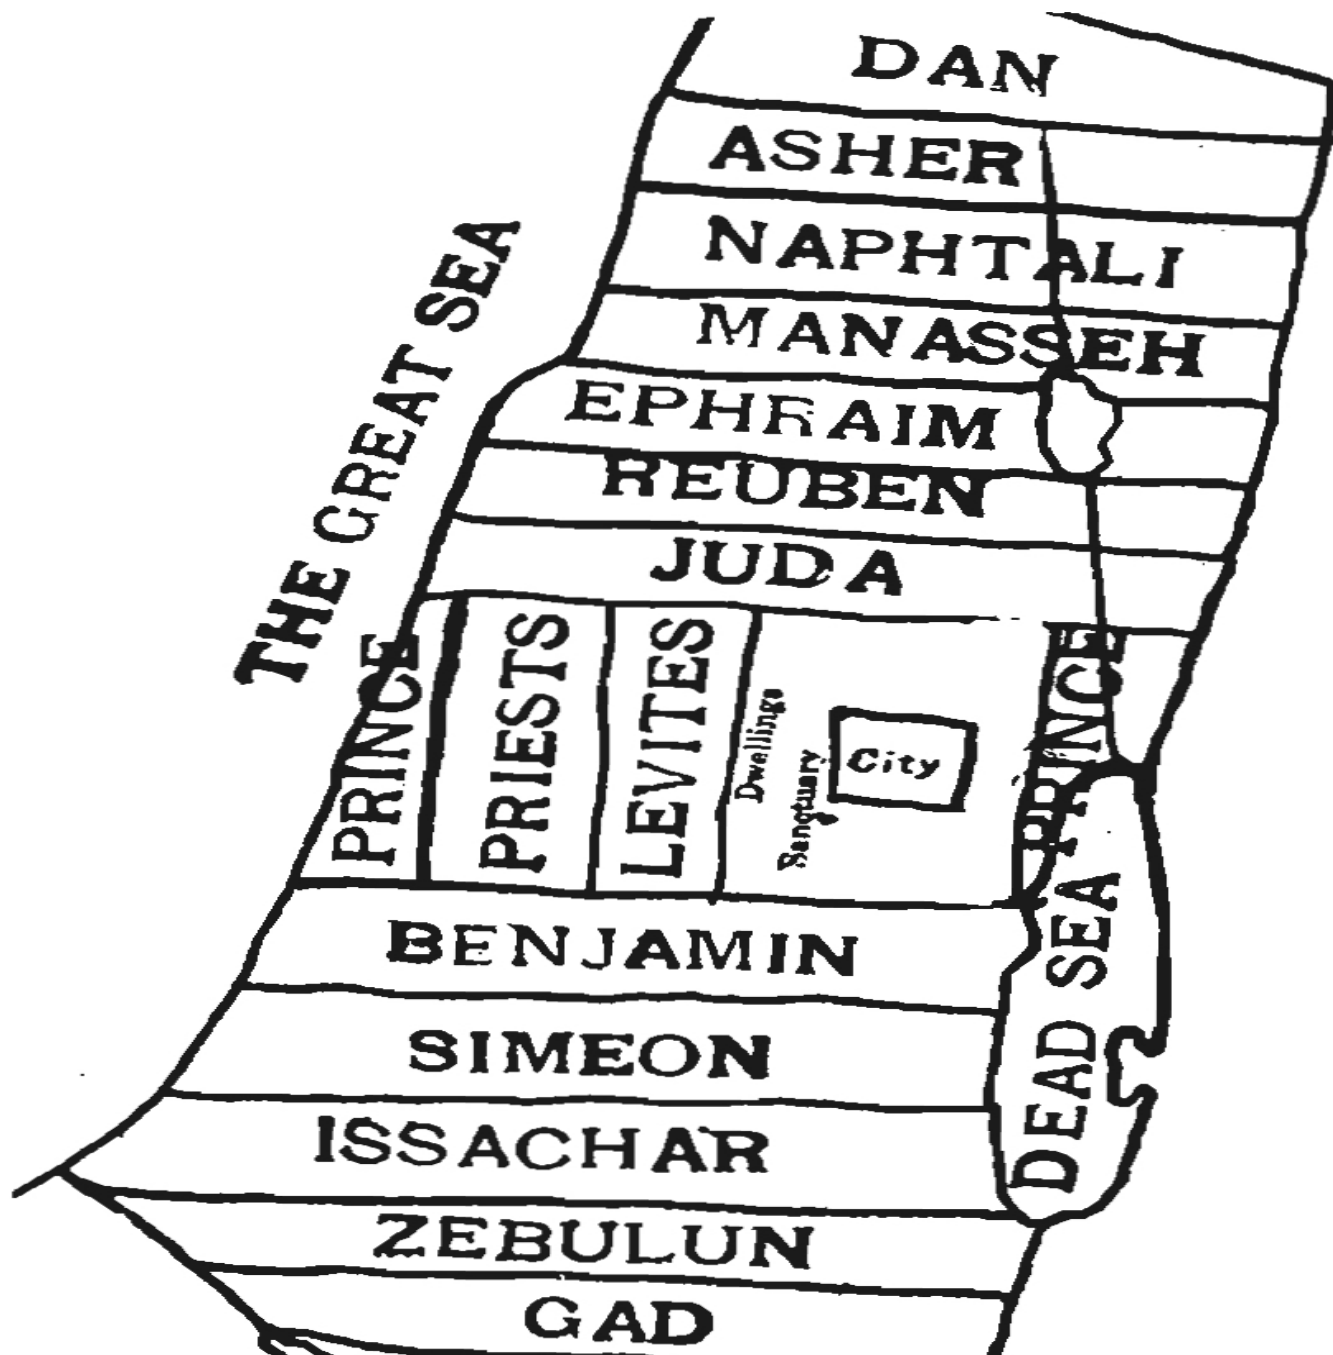 DAN
ASHER
NAPHTALI
MANASSEH
EPHRAIM
REUBEN
JUDA
THE GREAT SEA
PRINCE
PRIESTS
LEVITES
Dwellings
Sanctuary
City
PRINCE
DEAD SEA
BENJAMIN
SIMEON
ISSACHAR
ZEBULUN
GAD